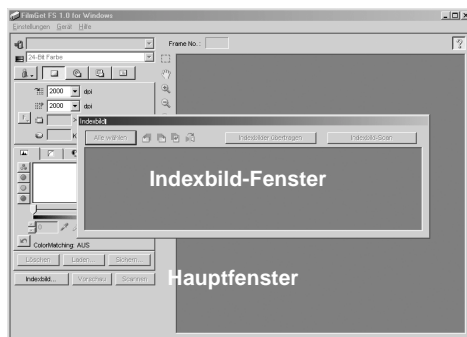 FilmGet FS 1.0 for Windows
Einstellungen Gerät Hilfe
Frame No.:
24-Bit Farbe
2000 dpi
2000 dpi
K
Indexbild
Alle wählen
Indexbilder übertragen
Indexbild-Scan
Indexbild-Fenster
ColorMatching: AUS
Löschen Laden... Sichern...
Indexbild... Vorschau Scannen
Hauptfenster